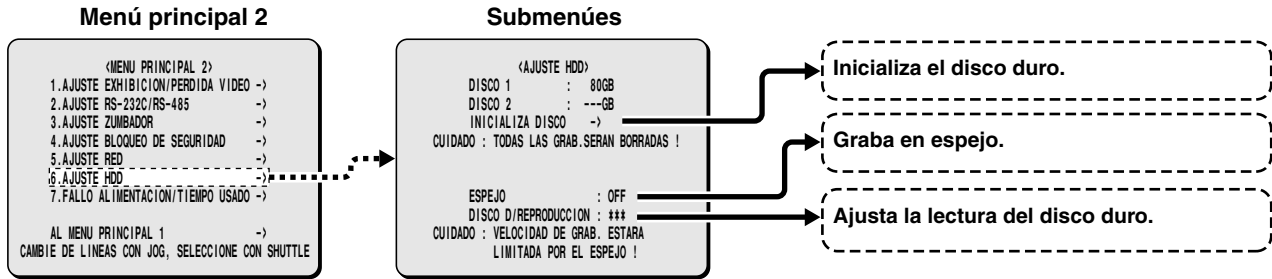 Menú principal 2
<MENU PRINCIPAL 2>
1.AJUSTE EXHIBICION/PERDIDA VIDEO ->
2.AJUSTE RS-232C/RS-485 ->
3.AJUSTE ZUMBADOR ->
4.AJUSTE BLOQUEO DE SEGURIDAD ->
5.AJUSTE RED ->
6.AJUSTE HDD ->
7.FALLO ALIMENTACION/TIEMPO USADO ->
AL MENU PRINCIPAL 1 ->
CAMBIE DE LINEAS CON JOG, SELECCIONE CON SHUTTLE
Submenúes
<AJUSTE HDD>
DISCO 1 : 80GB
DISCO 2 : ---GB
INICIALIZA DISCO ->
CUIDADO : TODAS LAS GRAB.SERAN BORRADAS !
ESPEJO : OFF
DISCO D/REPRODUCCION : ***
CUIDADO : VELOCIDAD DE GRAB. ESTARA
LIMITADA POR EL ESPEJO !
Inicializa el disco duro.
Graba en espejo.
Ajusta la lectura del disco duro.